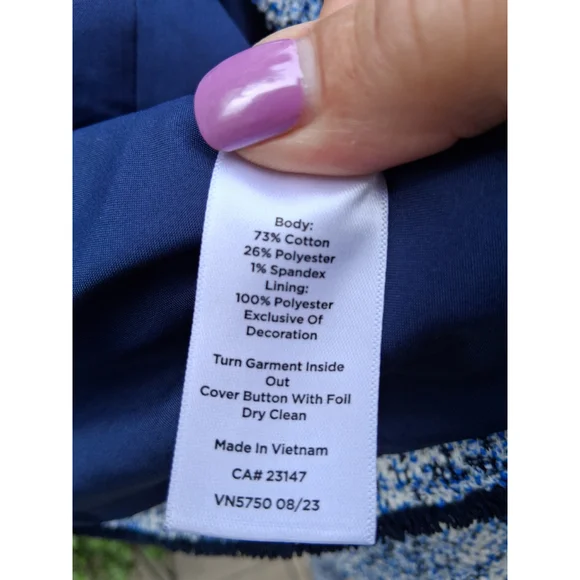 Body:
73% Cotton
26% Polyester
1% Spandex
Lining:
100% Polyester
Exclusive Of
Decoration
Turn Garment Inside
Out
Cover Button With Foil
Dry Clean
Made In Vietnam
CA# 23147
VN5750 08/23